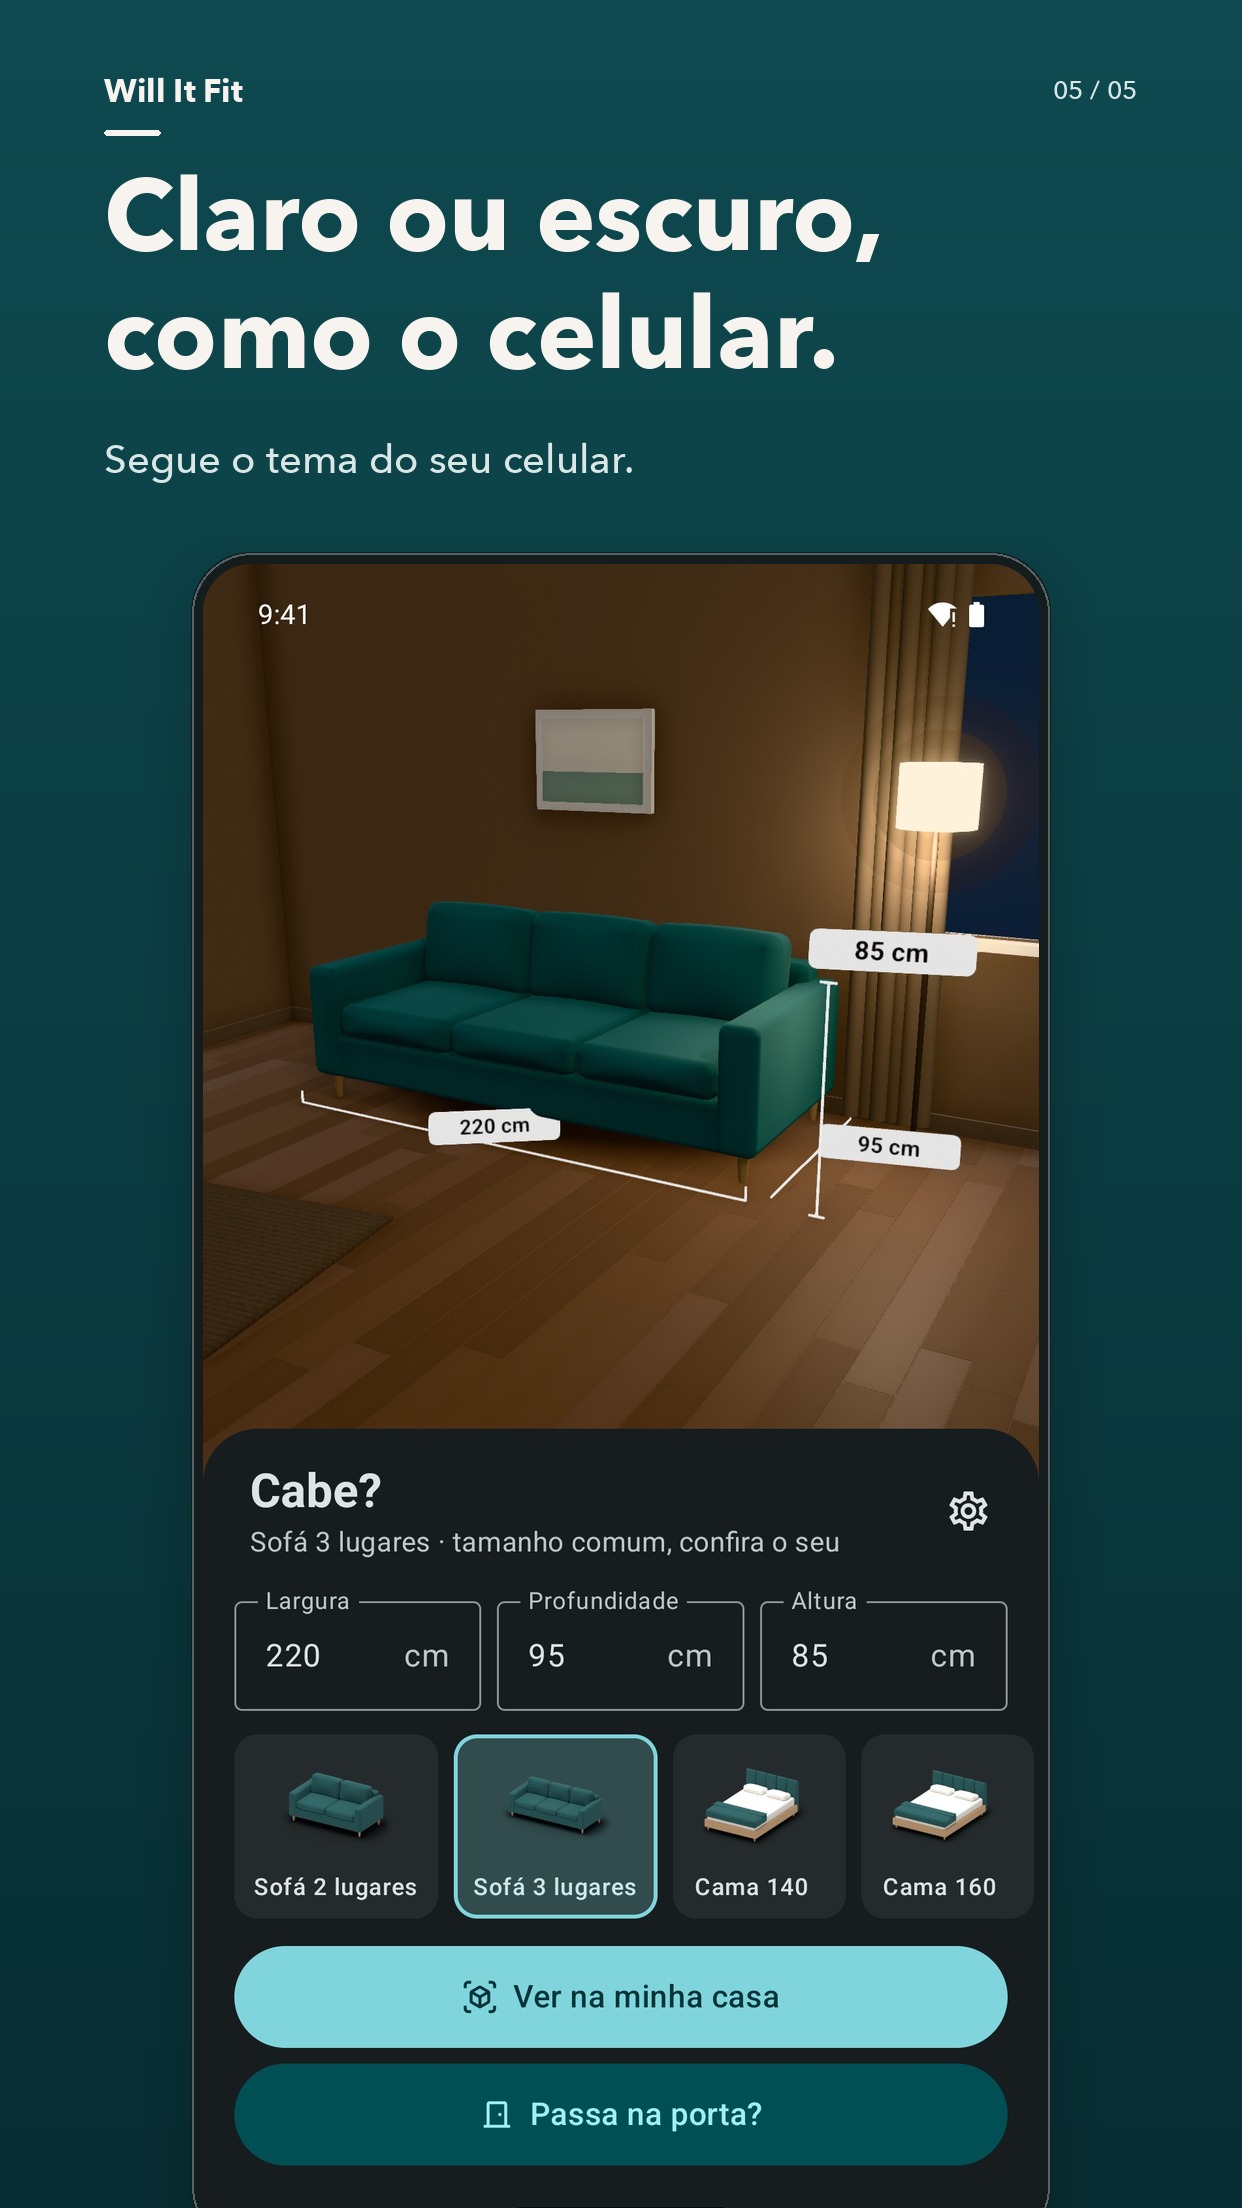 Will It Fit
05 / 05
Claro ou escuro,
como o celular.
Segue o tema do seu celular.
9:41
85 cm
220 cm
95 cm
Cabe?
Sofá 3 lugares · tamanho comum, confira o seu
Largura
Profundidade
Altura
220 cm
95 cm
85 cm
Sofá 2 lugares
Sofá 3 lugares
Cama 140
Cama 160
Ver na minha casa
Passa na porta?